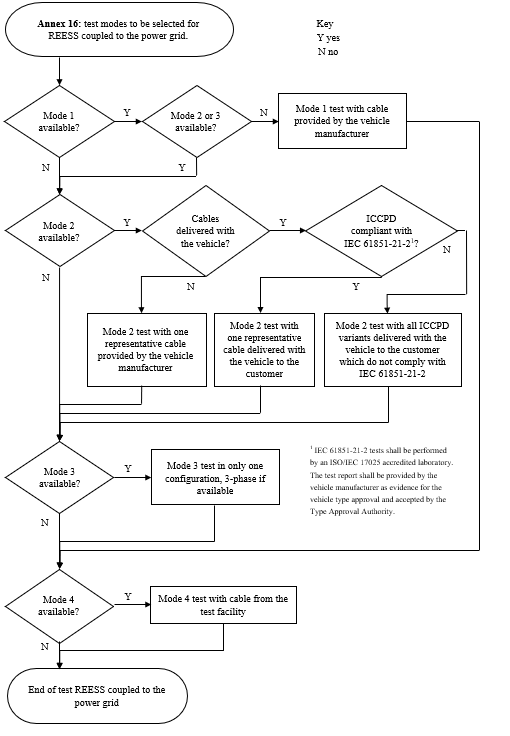 Annex 16: test modes to be selected for
REESS coupled to the power grid.
Key
Y yes
N no
Mode 1
available?
Y
Mode 2 or 3
available?
N
Mode 1 test with cable
provided by the vehicle
manufacturer
N
Y
Mode 2
available?
Y
Cables
delivered with
the vehicle?
Y
ICCPD
compliant with
IEC 61851-21-2¹?
N
N
N
Y
Mode 2 test with one
representative cable
provided by the vehicle
manufacturer
Mode 2 test with
one representative
cable delivered with
the vehicle to the
customer
Mode 2 test with all ICCPD
variants delivered with the
vehicle to the customer
which do not comply with
IEC 61851-21-2
Mode 3
available?
Y
Mode 3 test in only one
configuration, 3-phase if
available
¹ IEC 61851-21-2 tests shall be performed
by an ISO/IEC 17025 accredited laboratory.
The test report shall be provided by the
vehicle manufacturer as evidence for the
vehicle type approval and accepted by the
Type Approval Authority.
N
Mode 4
available?
Y
Mode 4 test with cable from the
test facility
N
End of test REESS coupled to the
power grid